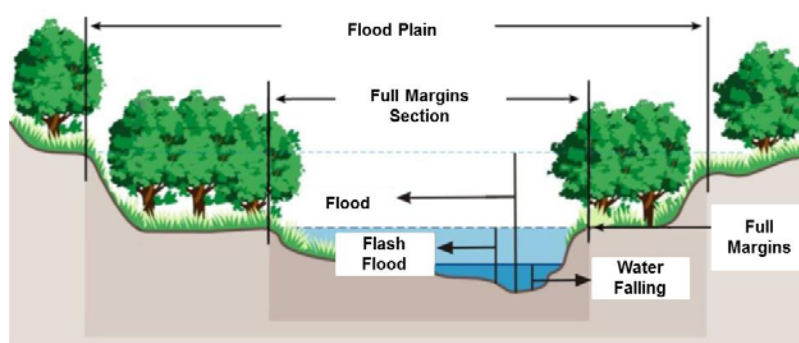 Flood Plain
Full Margins
Section
Flood
Flash
Flood
Full
Margins
Water
Falling